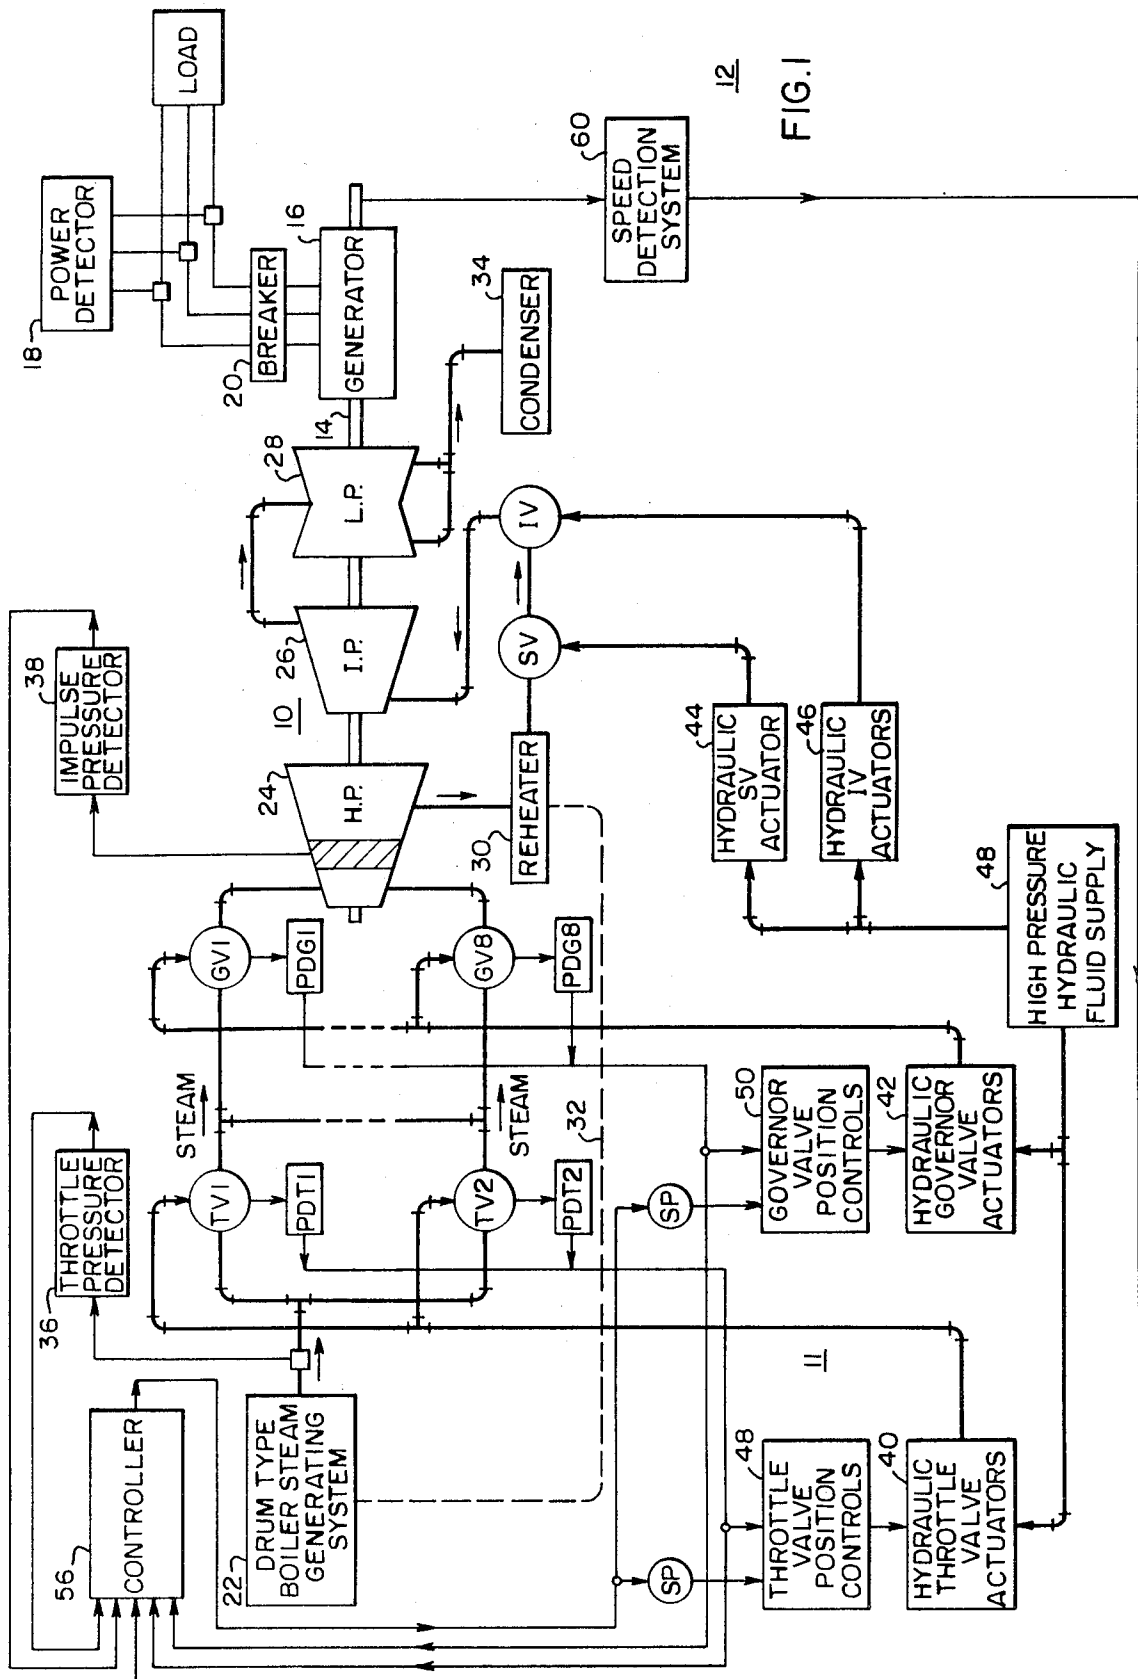 FIG.1
12
LOAD
POWER
DETECTOR
18
BREAKER
20
GENERATOR
16
14
SPEED
DETECTION
SYSTEM
60
CONDENSER
34
L.P.
28
I.P.
26
10
H.P.
24
IMPULSE
PRESSURE
DETECTOR
38
IV
SV
REHEATER
30
HYDRAULIC
SV
ACTUATOR
44
HYDRAULIC
IV
ACTUATORS
46
HIGH PRESSURE
HYDRAULIC
FLUID SUPPLY
48
GV1
PDG1
GV8
PDG8
STEAM
STEAM
32
THROTTLE
PRESSURE
DETECTOR
36
TV1
PDT1
TV2
PDT2
SP
GOVERNOR
VALVE
POSITION
CONTROLS
50
HYDRAULIC
GOVERNOR
VALVE
ACTUATORS
42
11
CONTROLLER
56
DRUM TYPE
BOILER STEAM
GENERATING
SYSTEM
22
SP
THROTTLE
VALVE
POSITION
CONTROLS
48
HYDRAULIC
THROTTLE
VALVE
ACTUATORS
40